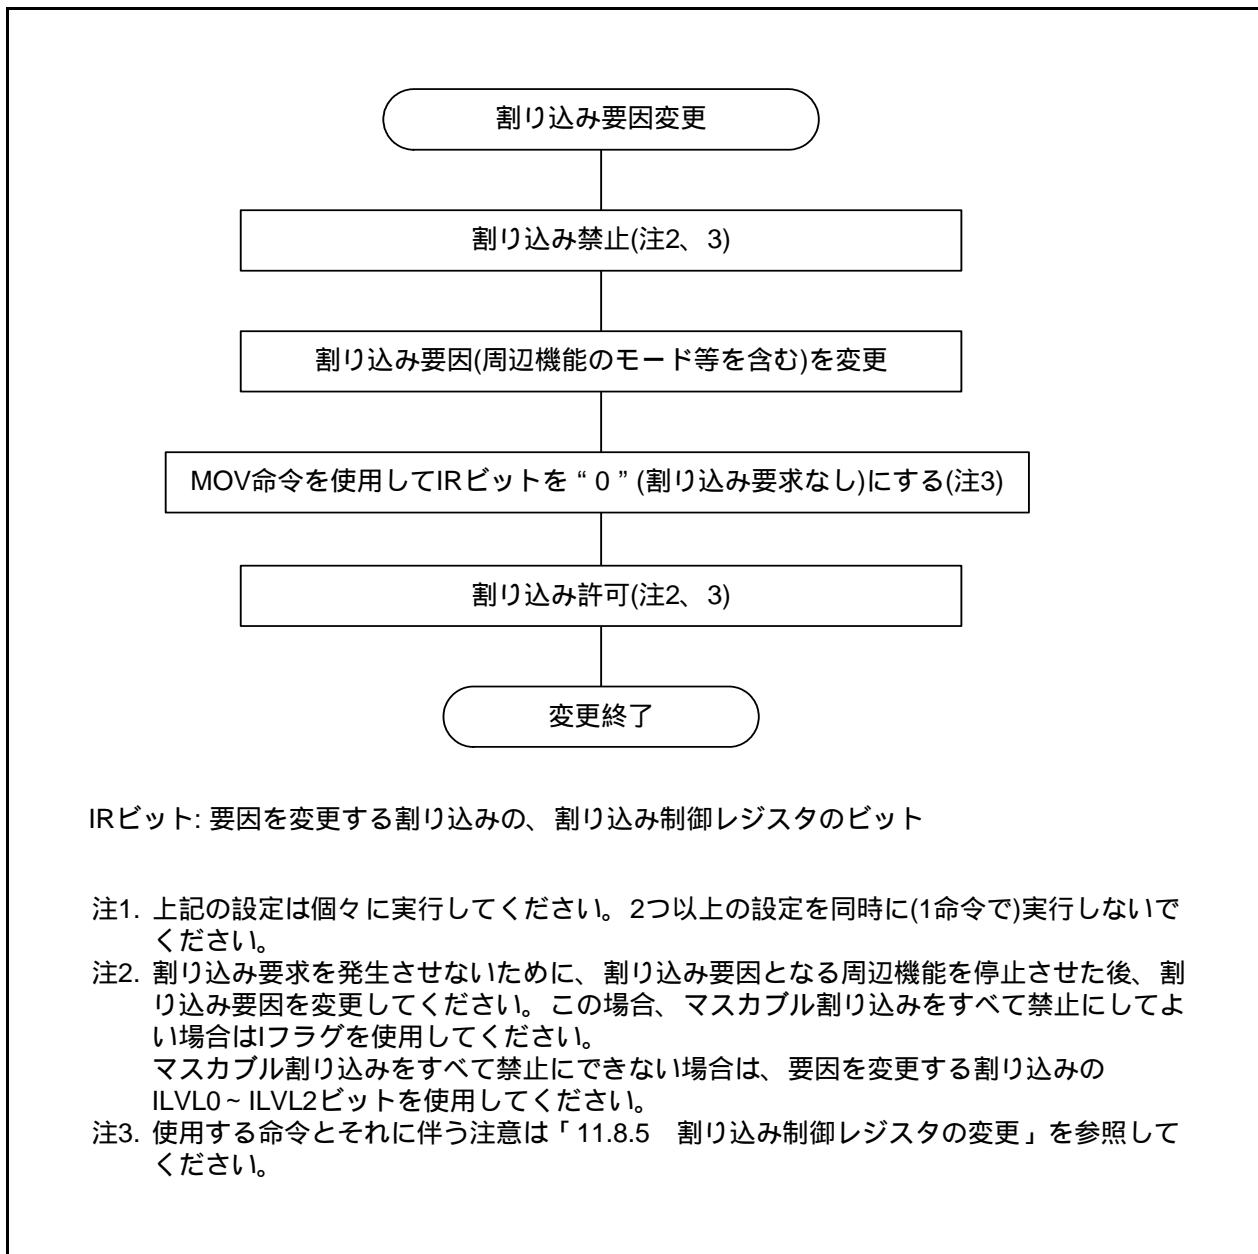 割り込み要因変更
割り込み禁止(注2、3)
割り込み要因(周辺機能のモード等を含む)を変更
MOV命令を使用してIRビットを“0”(割り込み要求なし)にする(注3)
割り込み許可(注2、3)
変更終了
IRビット: 要因を変更する割り込みの、割り込み制御レジスタのビット
注1. 上記の設定は個々に実行してください。2つ以上の設定を同時に(1命令で)実行しないで
ください。
注2. 割り込み要求を発生させないために、割り込み要因となる周辺機能を停止させた後、割
り込み要因を変更してください。この場合、マスカブル割り込みをすべて禁止にしてよ
い場合はIフラグを使用してください。
マスカブル割り込みをすべて禁止にできない場合は、要因を変更する割り込みの
ILVL0~ILVL2ビットを使用してください。
注3. 使用する命令とそれに伴う注意は「11.8.5 割り込み制御レジスタの変更」を参照して
ください。